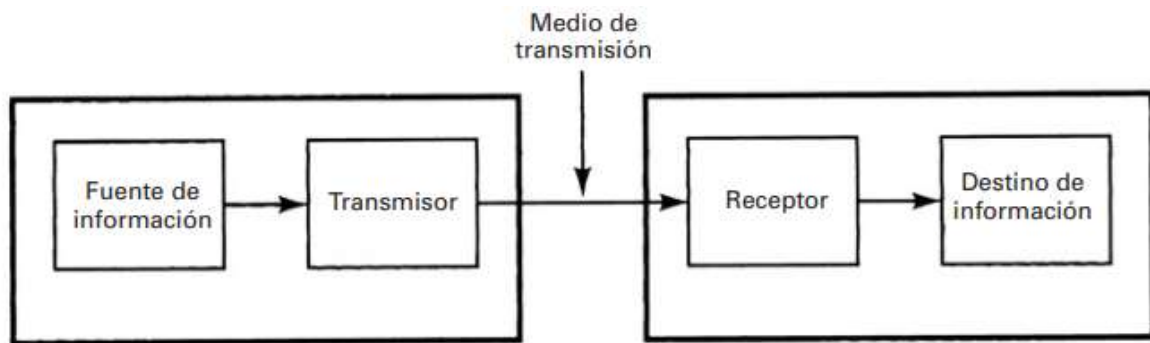 Medio de
transmisión
Fuente de
información
Transmisor
Receptor
Destino de
información